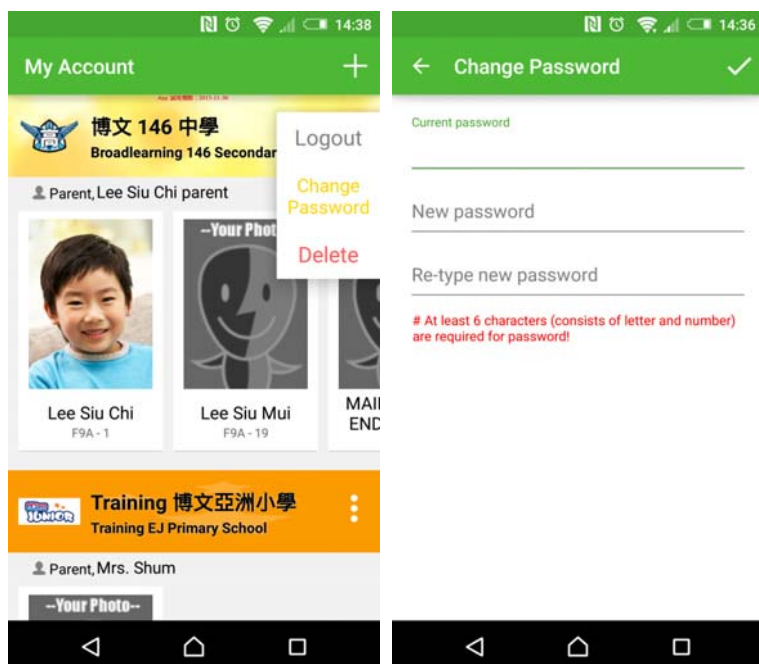 14:38
My Account
博文 146 中學
Broadlearning 146 Secondar
Logout
Change
Password
Delete
Parent, Lee Siu Chi parent
--Your Phot
Lee Siu Chi
F9A - 1
Lee Siu Mui
F9A - 19
MAI
END
JUNIOR
Training 博文亞洲小學
Training EJ Primary School
Parent, Mrs. Shum
--Your Photo--
14:36
Change Password
Current password
New password
Re-type new password
# At least 6 characters (consists of letter and number)
are required for password!